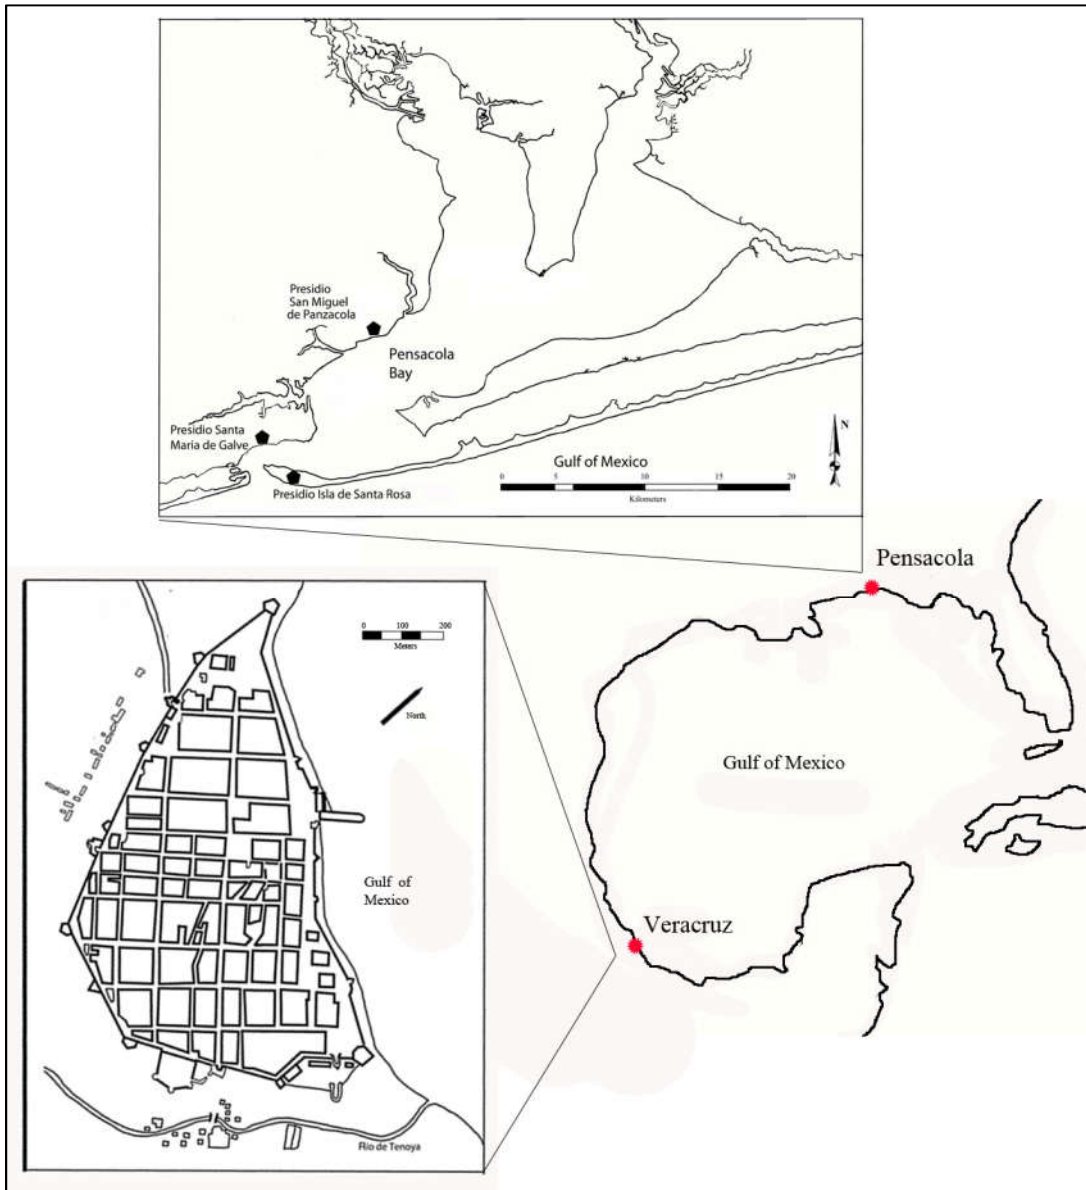 Presidio
San Miguel
de Panzacola
Pensacola
Bay
Presidio Santa
Maria de Galve
Presidio Isla de Santa Rosa
Gulf of Mexico
N
0 5 10 15 20
Kilometers
Pensacola
Gulf of Mexico
Veracruz
0 100 200
Meters
North
Gulf of
Mexico
Rio de Tenoya